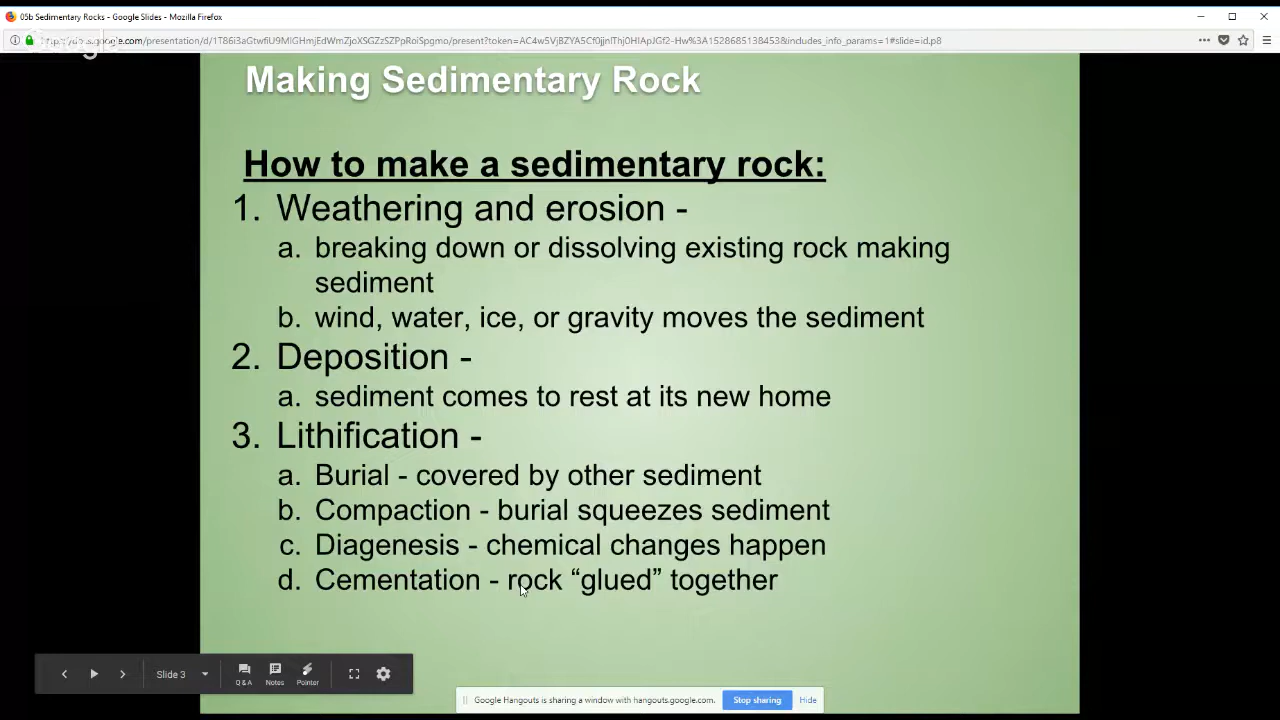 05b Sedimentary Rocks - Google Slides - Mozilla Firefox
Making Sedimentary Rock
How to make a sedimentary rock:
1. Weathering and erosion -
a. breaking down or dissolving existing rock making
sediment
b. wind, water, ice, or gravity moves the sediment
2. Deposition -
a. sediment comes to rest at its new home
3. Lithification -
a. Burial - covered by other sediment
b. Compaction - burial squeezes sediment
c. Diagenesis - chemical changes happen
d. Cementation - rock “glued” together
Slide 3
Q & A Notes Pointer
Google Hangouts is sharing a window with hangouts.google.com. Stop sharing Hide